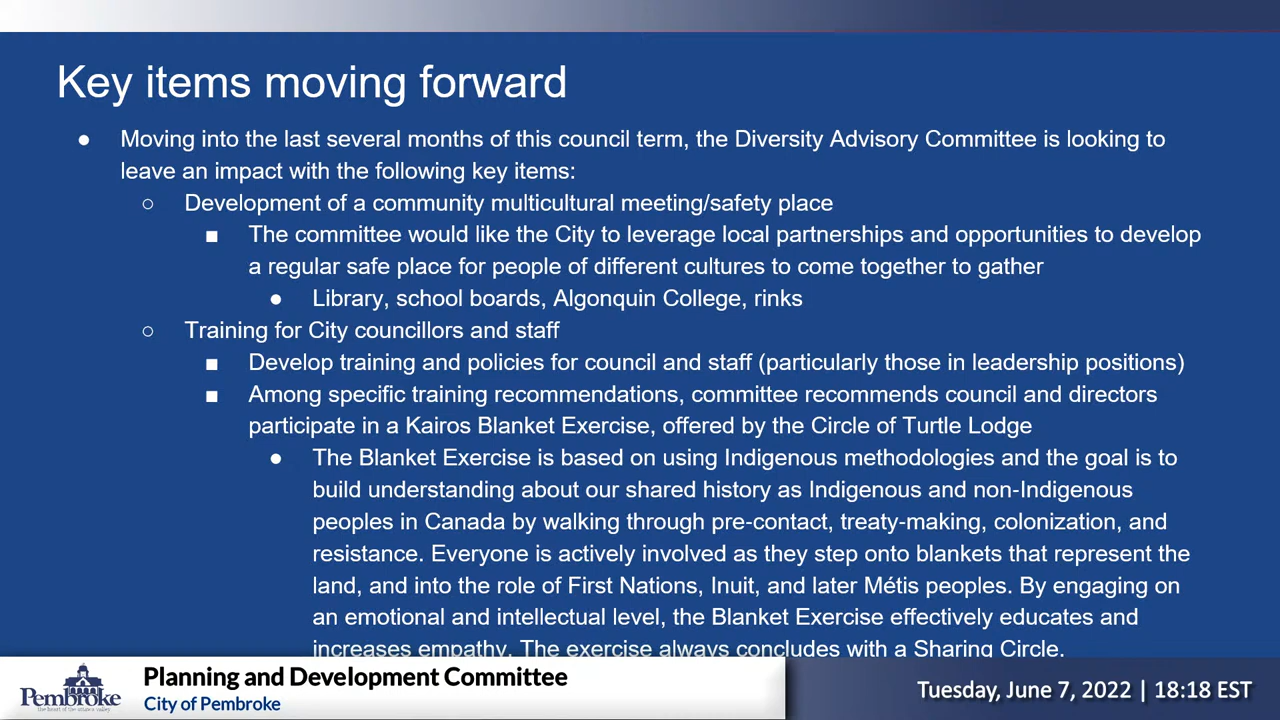 Key items moving forward
● Moving into the last several months of this council term, the Diversity Advisory Committee is looking to
leave an impact with the following key items:
○ Development of a community multicultural meeting/safety place
■ The committee would like the City to leverage local partnerships and opportunities to develop
a regular safe place for people of different cultures to come together to gather
● Library, school boards, Algonquin College, rinks
○ Training for City councillors and staff
■ Develop training and policies for council and staff (particularly those in leadership positions)
■ Among specific training recommendations, committee recommends council and directors
participate in a Kairos Blanket Exercise, offered by the Circle of Turtle Lodge
● The Blanket Exercise is based on using Indigenous methodologies and the goal is to
build understanding about our shared history as Indigenous and non-Indigenous
peoples in Canada by walking through pre-contact, treaty-making, colonization, and
resistance. Everyone is actively involved as they step onto blankets that represent the
land, and into the role of First Nations, Inuit, and later Métis peoples. By engaging on
an emotional and intellectual level, the Blanket Exercise effectively educates and
increases empathy. The exercise always concludes with a Sharing Circle.
Pembroke
the heart of the ottawa valley
Planning and Development Committee
City of Pembroke
Tuesday, June 7, 2022 | 18:18 EST